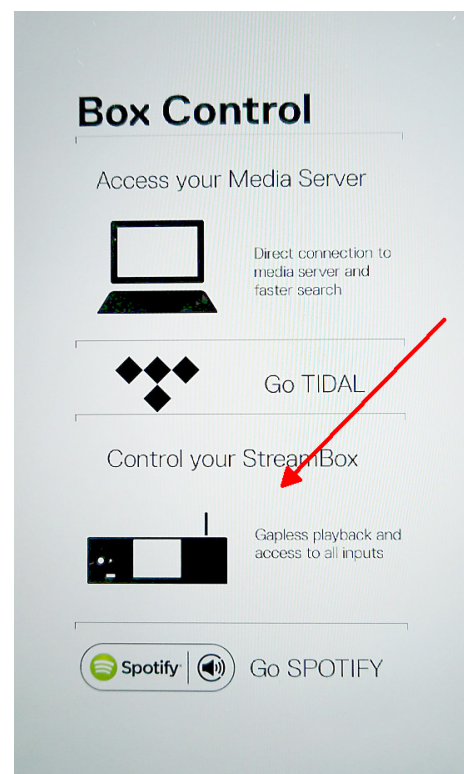 Box Control
Access your Media Server
Direct connection to
media server and
faster search
Go TIDAL
Control your StreamBox
Gapless playback and
access to all inputs
Spotify
Go SPOTIFY